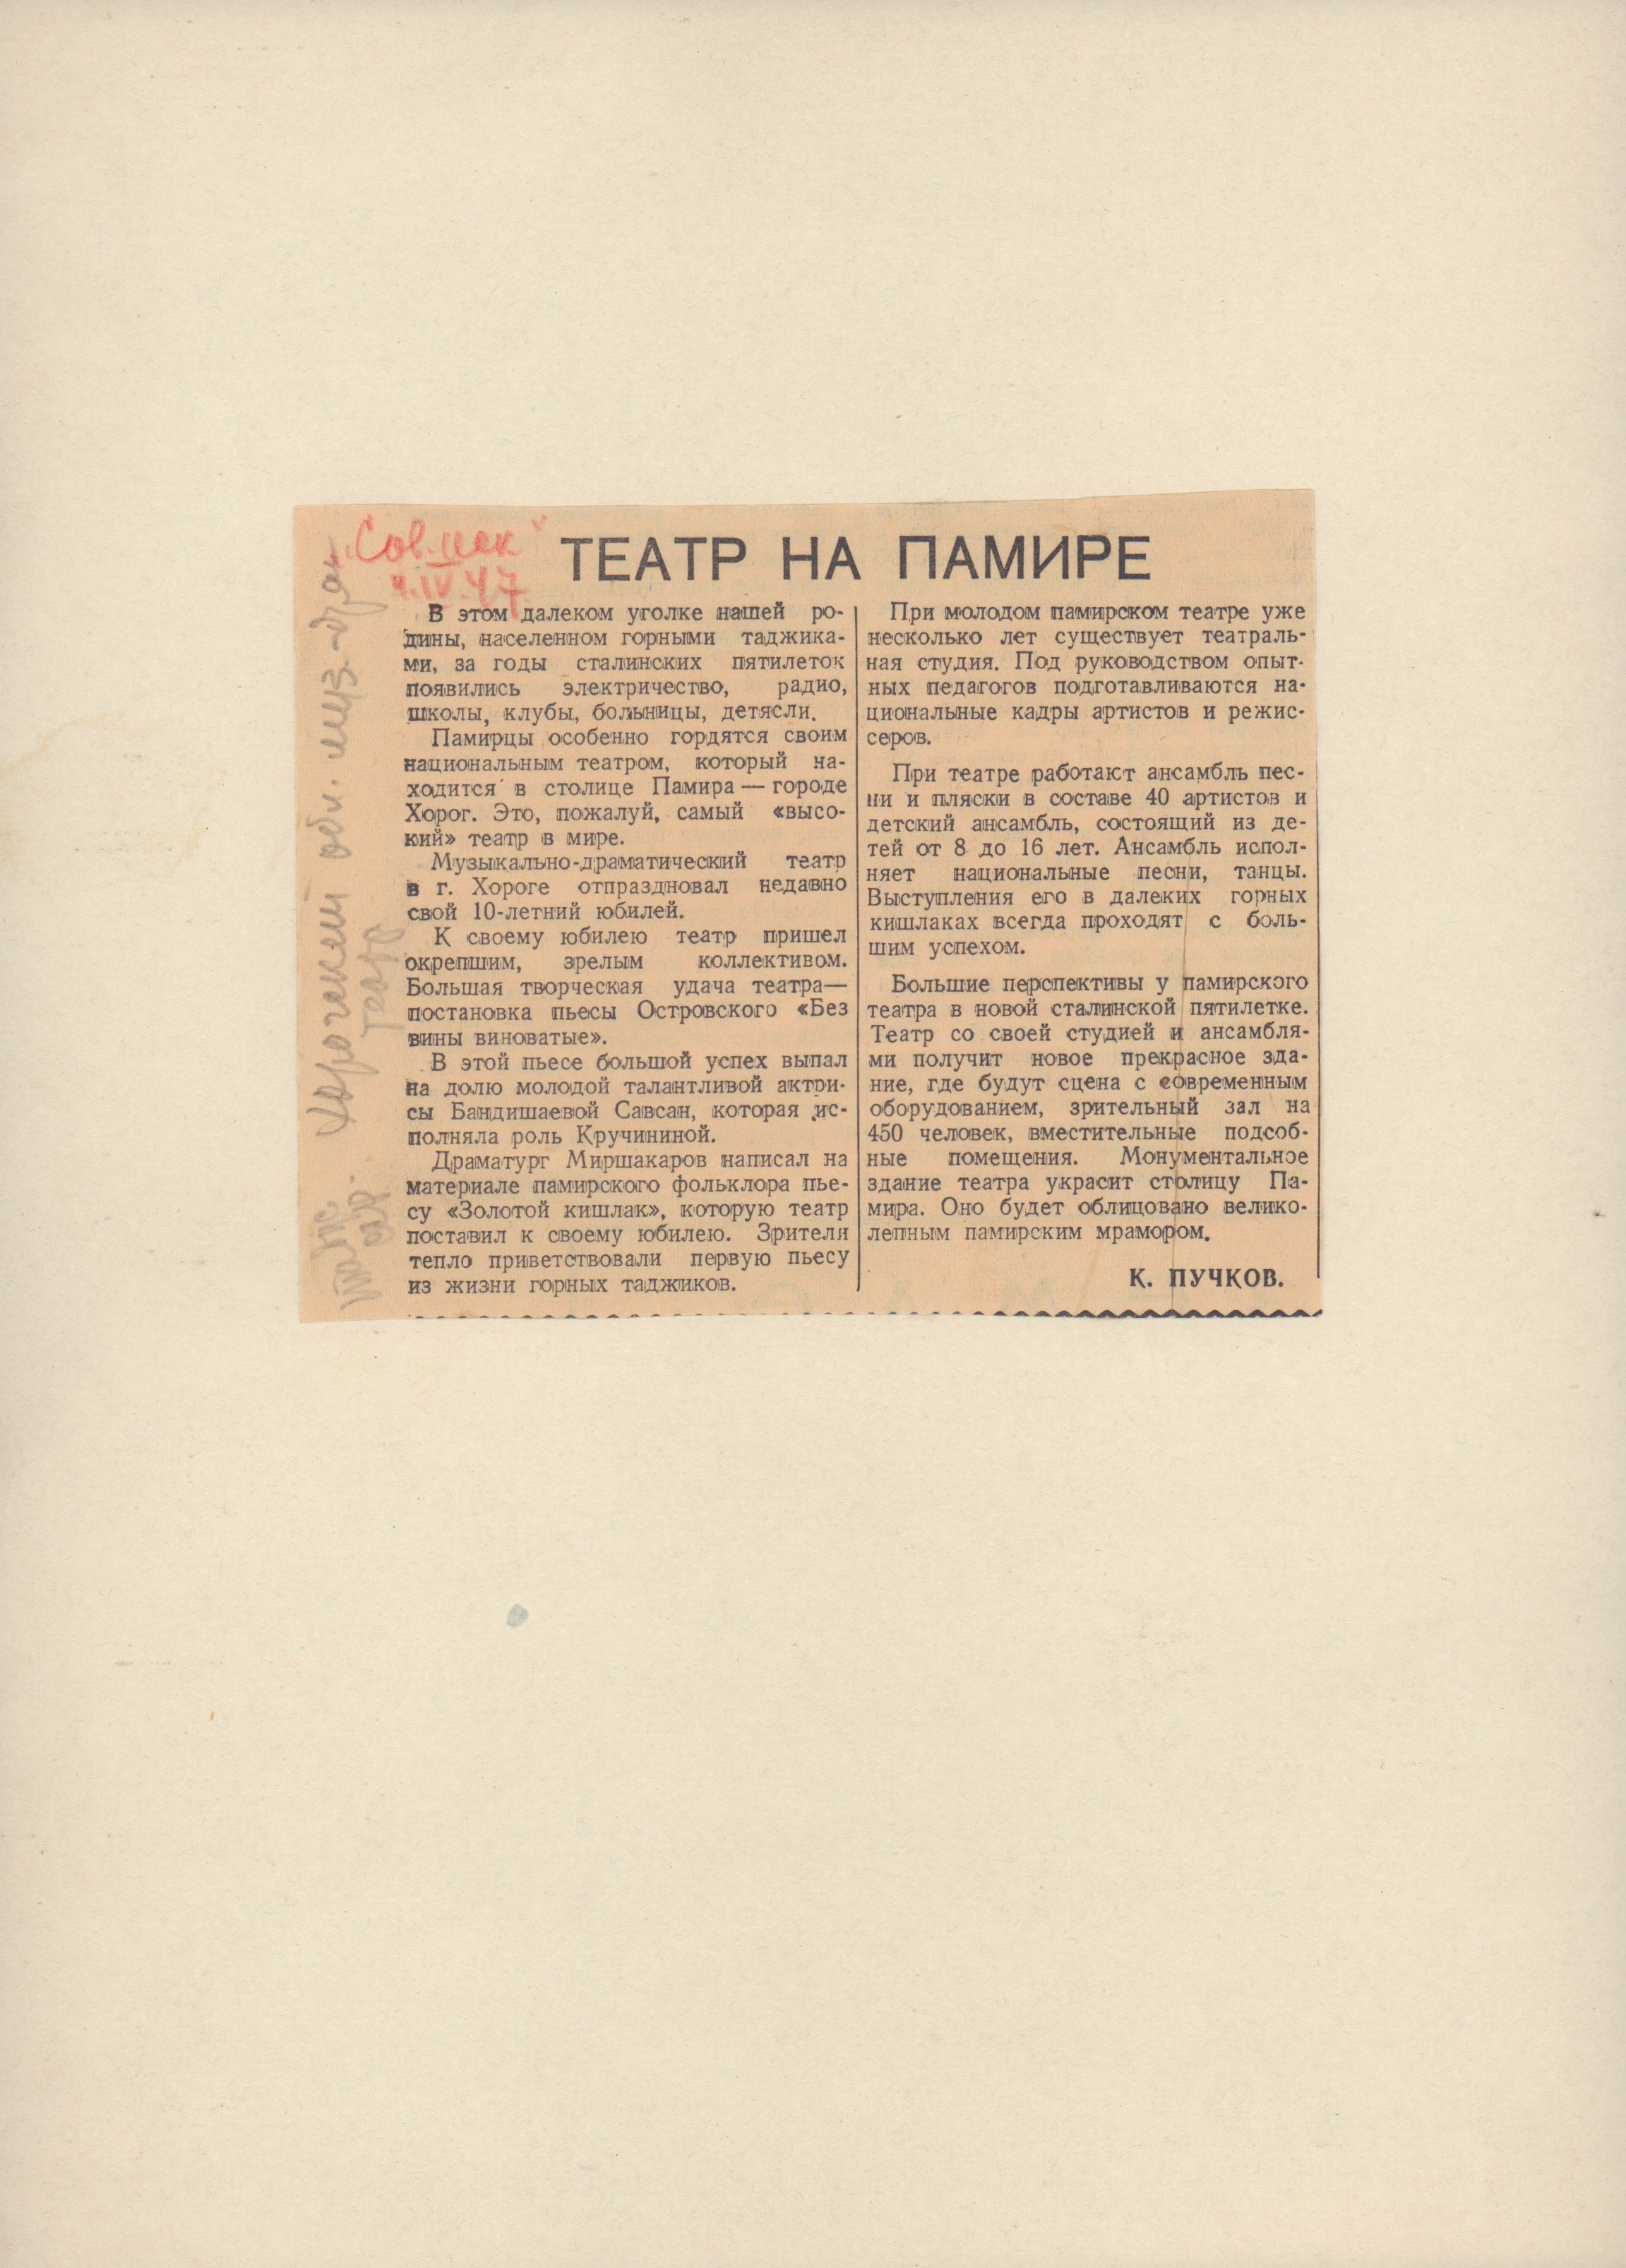 „Сов. иск"
4.IV.47
Хорогский обл. муз.-драм.
театр
ТЕАТР НА ПАМИРЕ
В этом далеком уголке нашей ро-
дины, населенном горными таджика-
ми, за годы сталинских пятилеток
появились электричество, радио,
школы, клубы, больницы, детясли.
Памирцы особенно гордятся своим
национальным театром, который на-
ходится в столице Памира — городе
Хорог. Это, пожалуй, самый «высо-
кий» театр в мире.
Музыкально-драматический театр
в г. Хороге отпраздновал недавно
свой 10-летний юбилей.
К своему юбилею театр пришел
окрепшим, зрелым коллективом.
Большая творческая удача театра—
постановка пьесы Островского «Без
вины виноватые».
В этой пьесе большой успех выпал
на долю молодой талантливой актри-
сы Бандишаевой Савсан, которая ис-
полняла роль Кручининой.
Драматург Миршакаров написал на
материале памирского фольклора пье-
су «Золотой кишлак», которую театр
поставил к своему юбилею. Зрители
тепло приветствовали первую пьесу
из жизни горных таджиков.
При молодом памирском театре уже
несколько лет существует театраль-
ная студия. Под руководством опыт-
ных педагогов подготавливаются на-
циональные кадры артистов и режис-
серов.
При театре работают ансамбль пес-
ни и пляски в составе 40 артистов и
детский ансамбль, состоящий из де-
тей от 8 до 16 лет. Ансамбль испол-
няет национальные песни, танцы.
Выступления его в далеких горных
кишлаках всегда проходят с боль-
шим успехом.
Большие перспективы у памирского
театра в новой сталинской пятилетке.
Театр со своей студией и ансамбля-
ми получит новое прекрасное зда-
ние, где будут сцена с современным
оборудованием, зрительный зал на
450 человек, вместительные подсоб-
ные помещения. Монументальное
здание театра украсит столицу Па-
мира. Оно будет облицовано велико-
лепным памирским мрамором.
К. ПУЧКОВ.